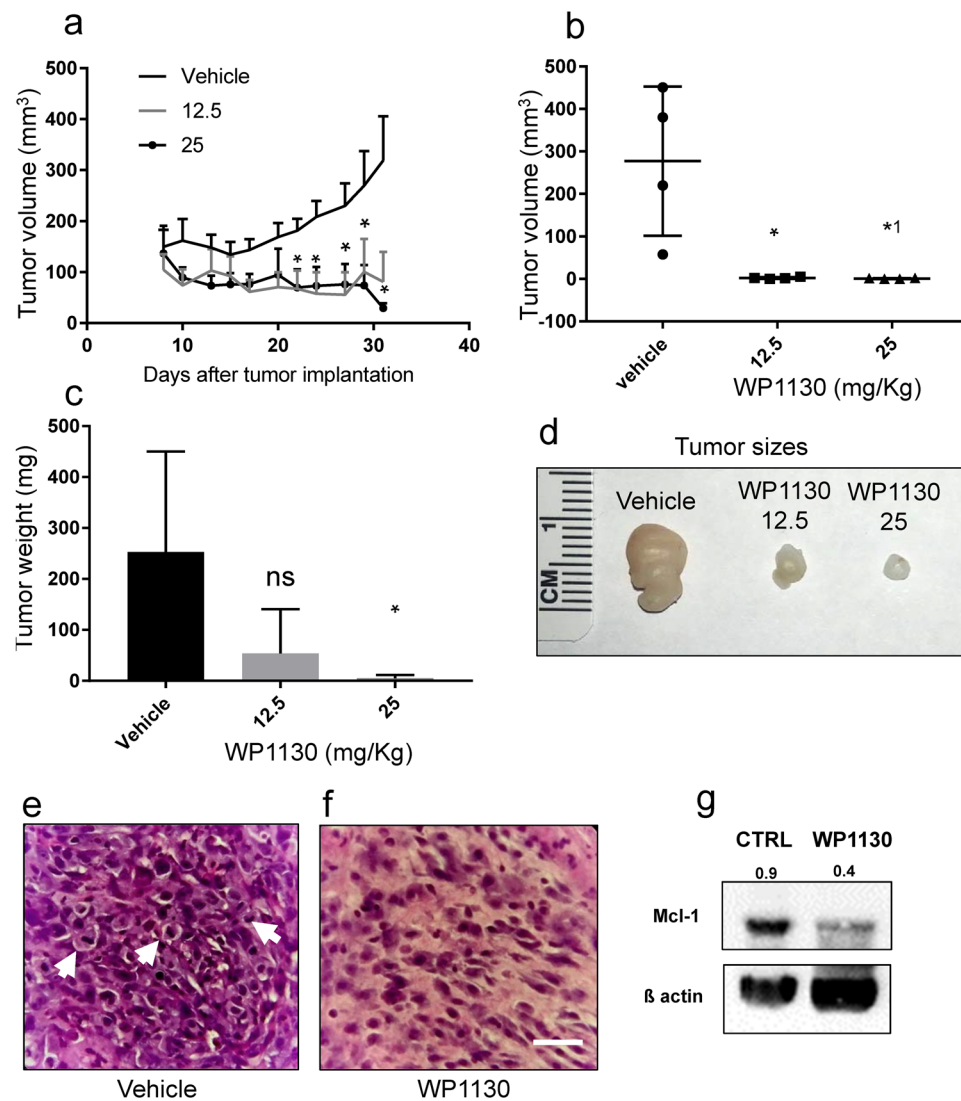 a
500
400
300
200
100
0
0
10
20
30
40
Tumor volume (mm3)
Vehicle
12.5
25
*
*
*
*
*
Days after tumor implantation
b
500
400
300
200
100
0
-100
Tumor volume (mm3)
*
*1
vehicle
12.5
25
WP1130 (mg/Kg)
c
500
400
300
200
100
0
Tumor weight (mg)
ns
*
Vehicle
12.5
25
WP1130 (mg/Kg)
d
Tumor sizes
Vehicle
WP1130
12.5
WP1130
25
1
CM
e
Vehicle
f
WP1130
g
CTRL WP1130
0.9 0.4
Mcl-1
ß actin